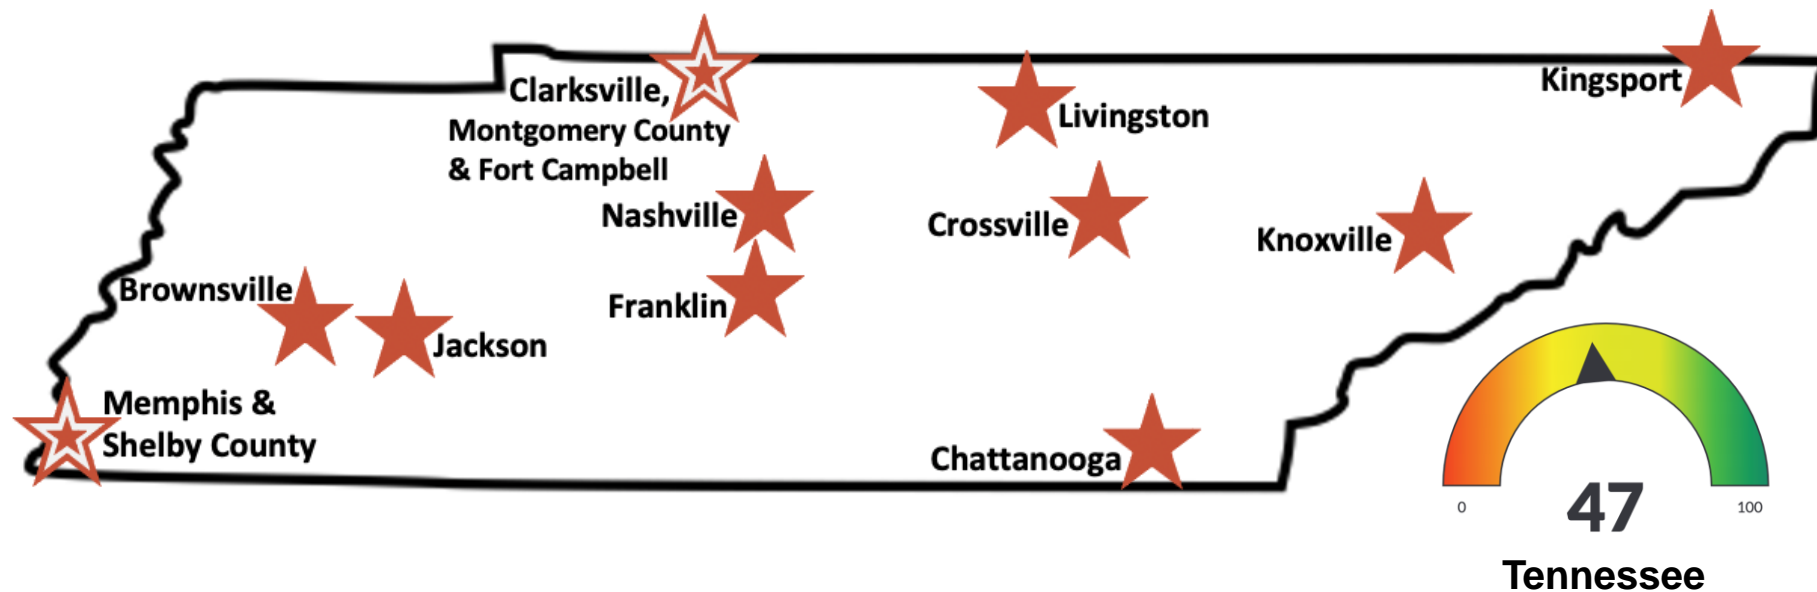 Clarksville,
Montgomery County
& Fort Campbell
Livingston
Kingsport
Nashville
Crossville
Knoxville
Brownsville
Franklin
Jackson
Memphis &
Shelby County
Chattanooga
0
47
100
Tennessee